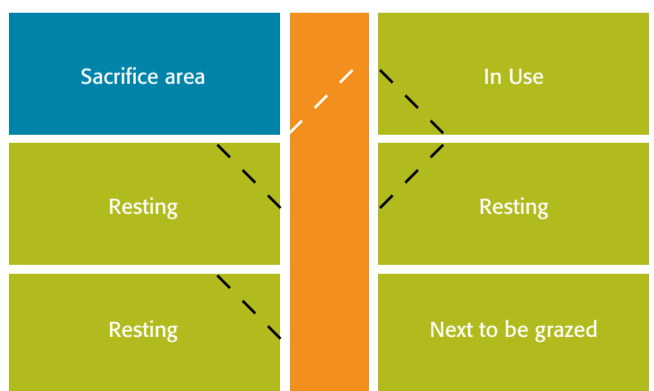 Sacrifice area
In Use
Resting
Resting
Resting
Next to be grazed